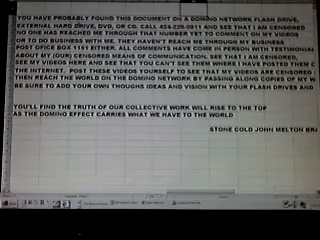 YOU HAVE PROBABLY FOUND THIS DOCUMENT ON A DOMINO NETWORK FLASH DRIVE,
EXTERNAL HARD DRIVE, DVD, OR CD. CALL 424-226-0811 AND SEE THAT I AM CENSORED
NO ONE HAS REACHED ME THROUGH THAT NUMBER YET TO COMMENT ON MY VIDEOS
OR TO DO BUSINESS WITH ME. THEY HAVEN'T REACH ME THROUGH MY BUSINESS
POST OFICE BOX 1151 EITHER. ALL COMMENTS HAVE COME IN PERSON WITH TESTIMONIAL
ABOUT MY (OUR) CENSORED MEANS OF COMMUNICATION. SEE THAT I AM CENSORED,
SEE MY VIDEOS HERE AND SEE THAT YOU CAN'T SEE THEM WHERE I HAVE POSTED THEM
THE INTERNET. POST THESE VIDEOS YOURSELF TO SEE THAT MY VIDEOS ARE CENSORED
THEN REACH THE WORLD ON THE DOMINO NETWORK BY PASSING ALONG COPIES OF MY
BE SURE TO ADD YOUR OWN THOUGHS IDEAS AND VISION WITH YOUR FLASH DRIVES AND
YOU'LL FIND THE TRUTH OF OUR COLLECTIVE WORK WILL RISE TO THE TOP
AS THE DOMINO EFFECT CARRIES WHAT WE HAVE TO THE WORLD
STONE COLD JOHN MELTON